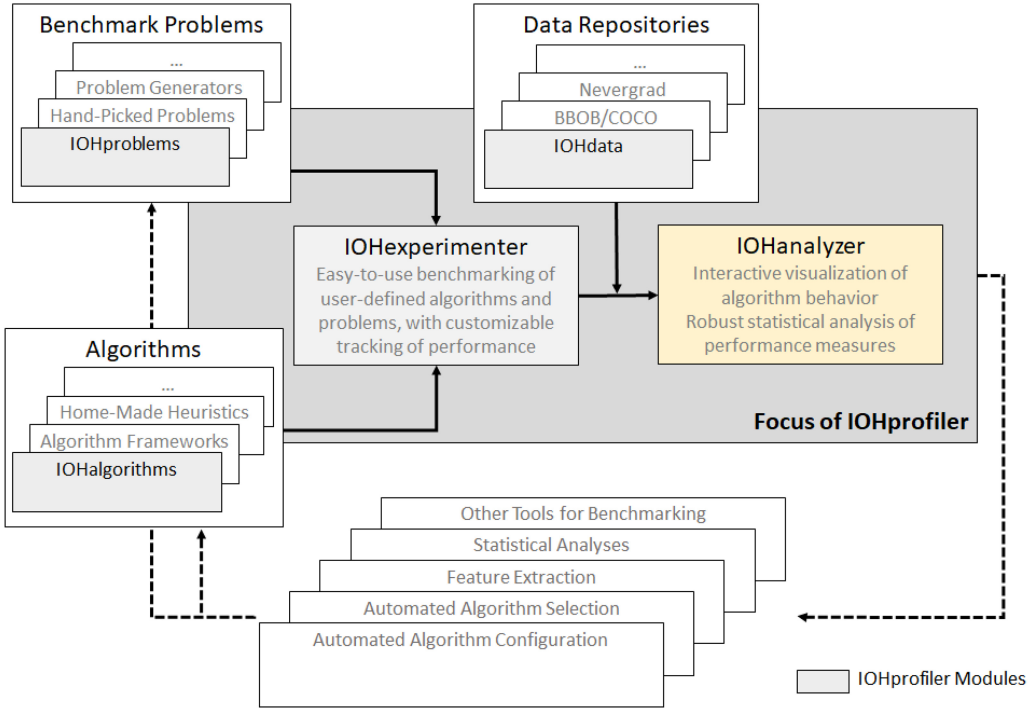 Benchmark Problems
...
Problem Generators
Hand-Picked Problems
IOHproblems
Data Repositories
...
Nevergrad
BBOB/COCO
IOHdata
IOHexperimenter
Easy-to-use benchmarking of
user-defined algorithms and
problems, with customizable
tracking of performance
IOHanalyzer
Interactive visualization of
algorithm behavior
Robust statistical analysis of
performance measures
Algorithms
...
Home-Made Heuristics
Algorithm Frameworks
IOHalgorithms
Focus of IOHprofiler
Other Tools for Benchmarking
Statistical Analyses
Feature Extraction
Automated Algorithm Selection
Automated Algorithm Configuration
IOHprofiler Modules